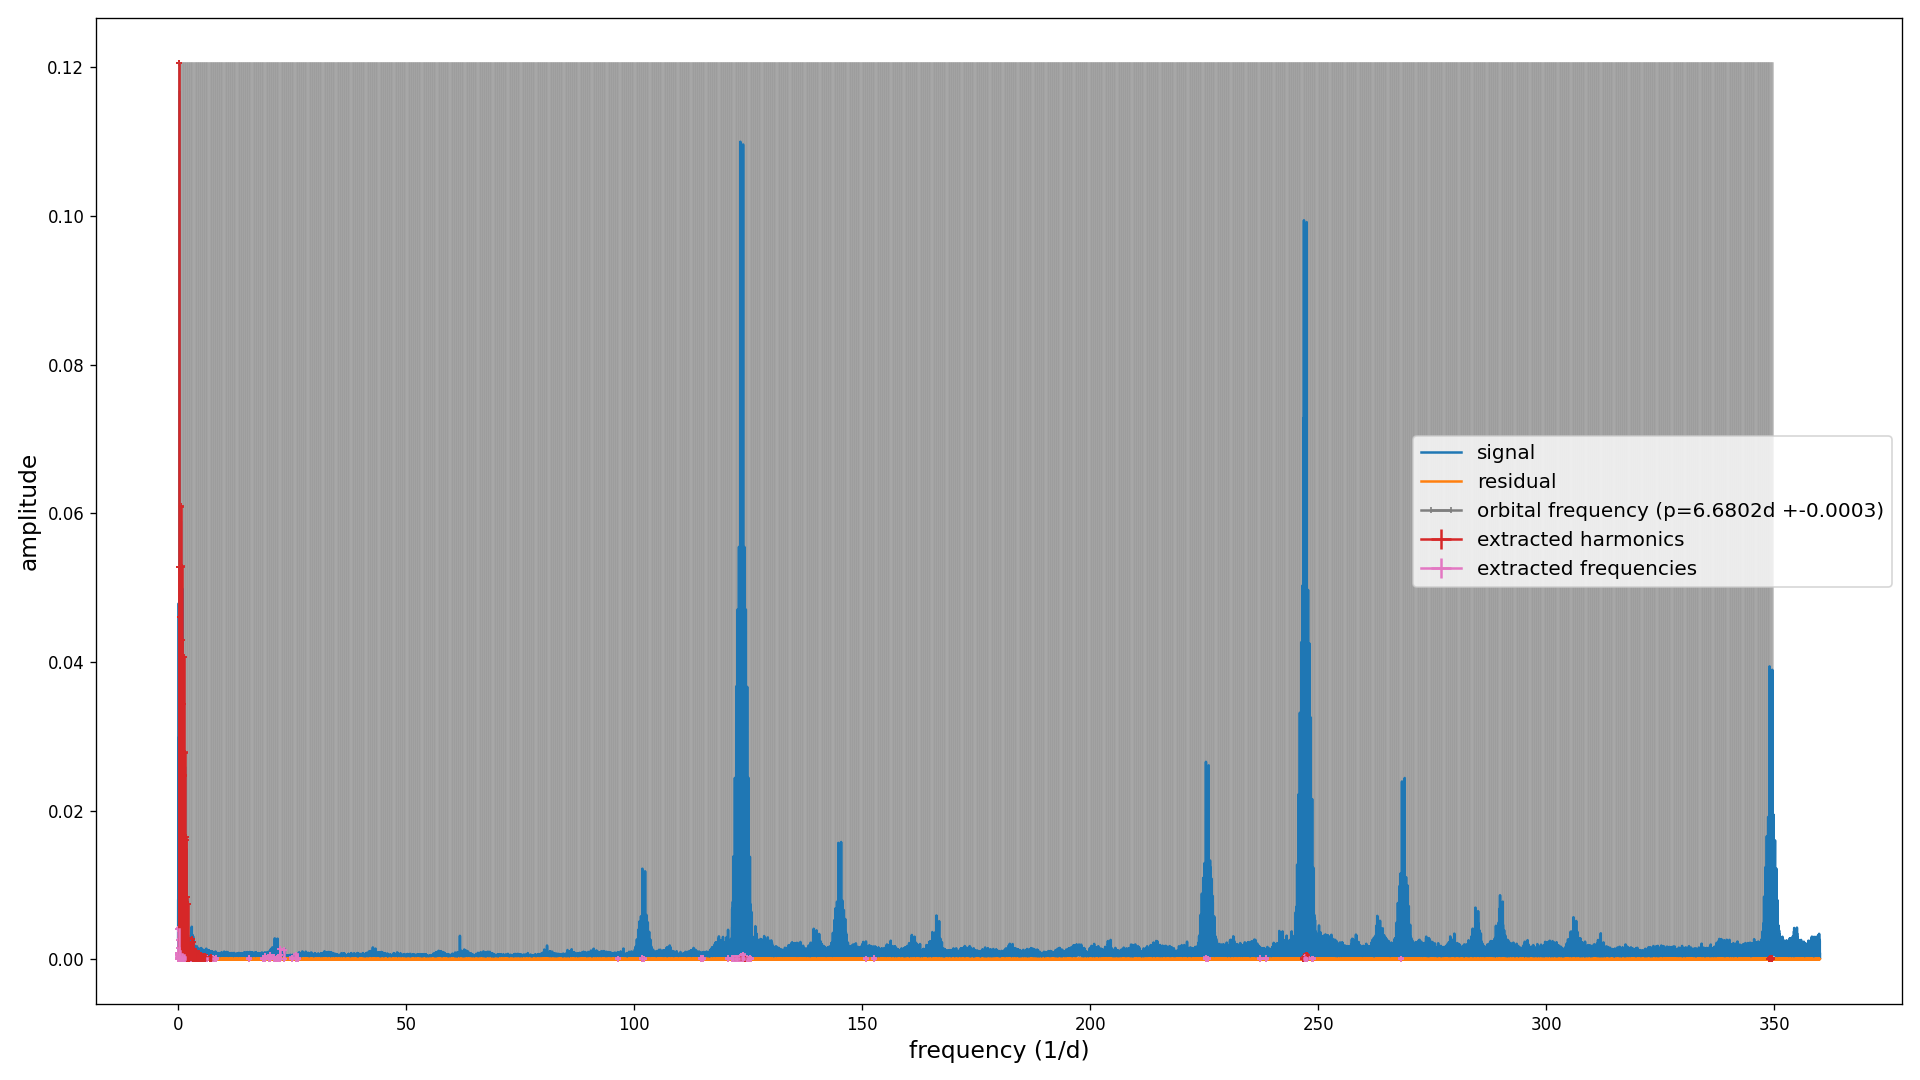 0.12
0.10
0.08
0.06
0.04
0.02
0.00
amplitude
0
50
100
150
200
250
300
350
frequency (1/d)
signal
residual
orbital frequency (p=6.6802d +-0.0003)
extracted harmonics
extracted frequencies